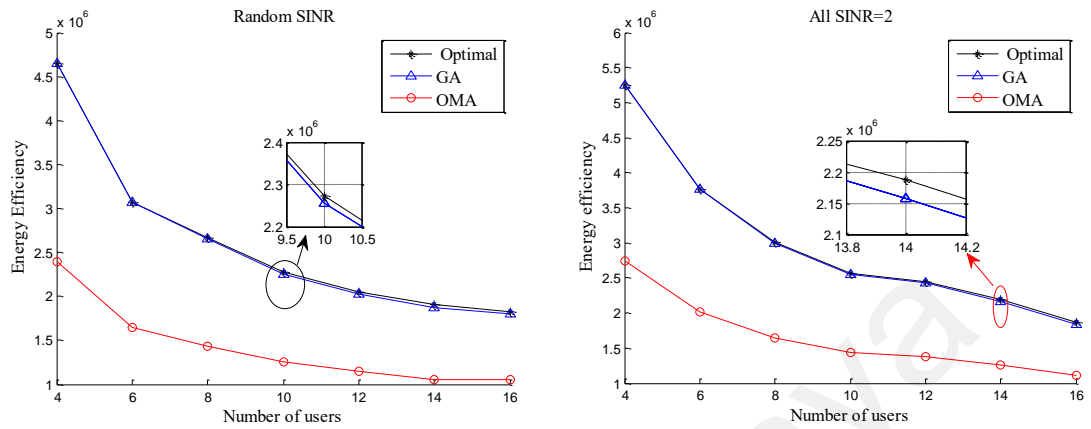 x 10^6
Random SINR
5
4.5
4
3.5
3
2.5
2
1.5
1
Energy Efficiency
4 6 8 10 12 14 16
Number of users
Optimal
GA
OMA
x 10^6
2.4
2.3
2.2
9.5 10 10.5
x 10^6
All SINR=2
6
5.5
5
4.5
4
3.5
3
2.5
2
1.5
1
Energy efficiency
4 6 8 10 12 14 16
Number of users
Optimal
GA
OMA
x 10^6
2.25
2.2
2.15
2.1
13.8 14 14.2